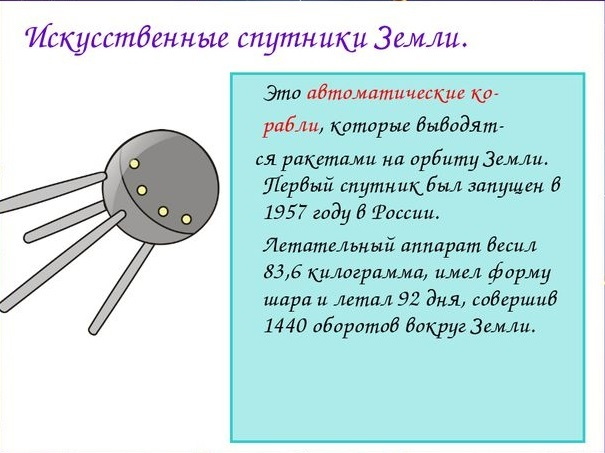 Искусственные спутники Земли.
Это автоматические ко-
рабли, которые выводят-
ся ракетами на орбиту Земли.
Первый спутник был запущен в
1957 году в России.
Летательный аппарат весил
83,6 килограмма, имел форму
шара и летал 92 дня, совершив
1440 оборотов вокруг Земли.